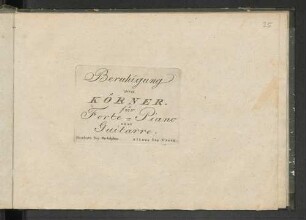 Beruhigung
von
KÖRNER.
für
Forte-Piano
oder
Guitarre.